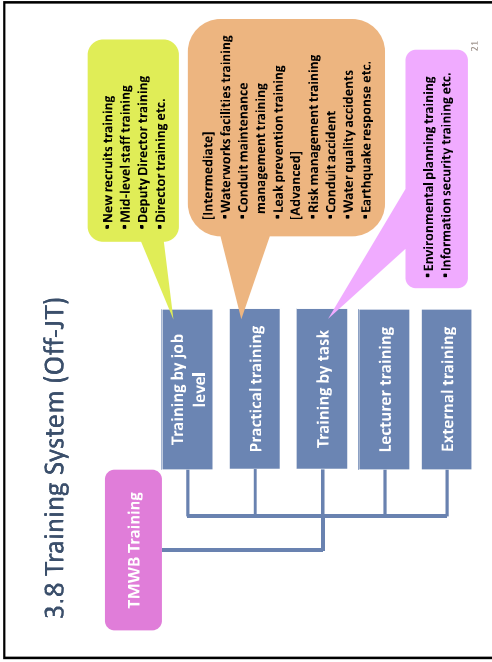 3.8 Training System (Off-JT)
TMWB Training
Training by job
level
Practical training
Training by task
Lecturer training
External training
▪New recruits training
▪Mid-level staff training
▪Deputy Director training
▪Director training etc.
[Intermediate]
▪Waterworks facilities training
▪Conduit maintenance
management training
▪Leak prevention training
[Advanced]
▪Risk management training
▪Conduit accident
▪Water quality accidents
▪Earthquake response etc.
▪Environmental planning training
▪Information security training etc.
21